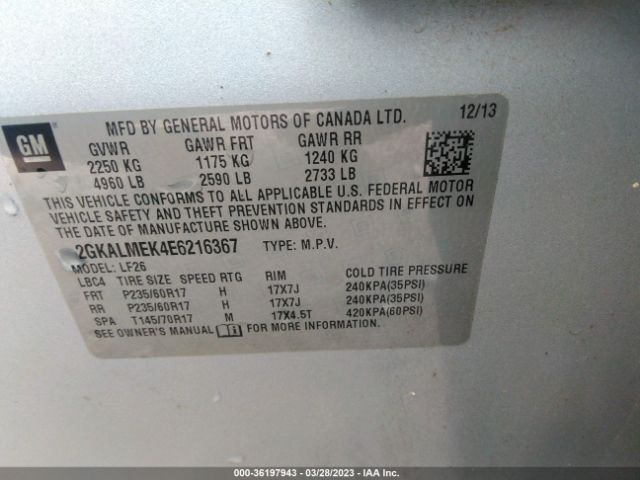 GM
MFD BY GENERAL MOTORS OF CANADA LTD. 12/13
GVWR GAWR FRT GAWR RR
2250 KG 1175 KG 1240 KG
4960 LB 2590 LB 2733 LB
THIS VEHICLE CONFORMS TO ALL APPLICABLE U.S. FEDERAL MOTOR
VEHICLE SAFETY AND THEFT PREVENTION STANDARDS IN EFFECT ON
THE DATE OF MANUFACTURE SHOWN ABOVE.
2GKALMEK4E6216367 TYPE: M.P.V.
MODEL: LF26
LBC4 TIRE SIZE SPEED RTG RIM COLD TIRE PRESSURE
FRT P235/60R17 H 17X7J 240KPA(35PSI)
RR P235/60R17 H 17X7J 240KPA(35PSI)
SPA T145/70R17 M 17X4.5T 420KPA(60PSI)
SEE OWNER'S MANUAL FOR MORE INFORMATION.
000-36197943 / 03/28/2023 - IAA Inc.